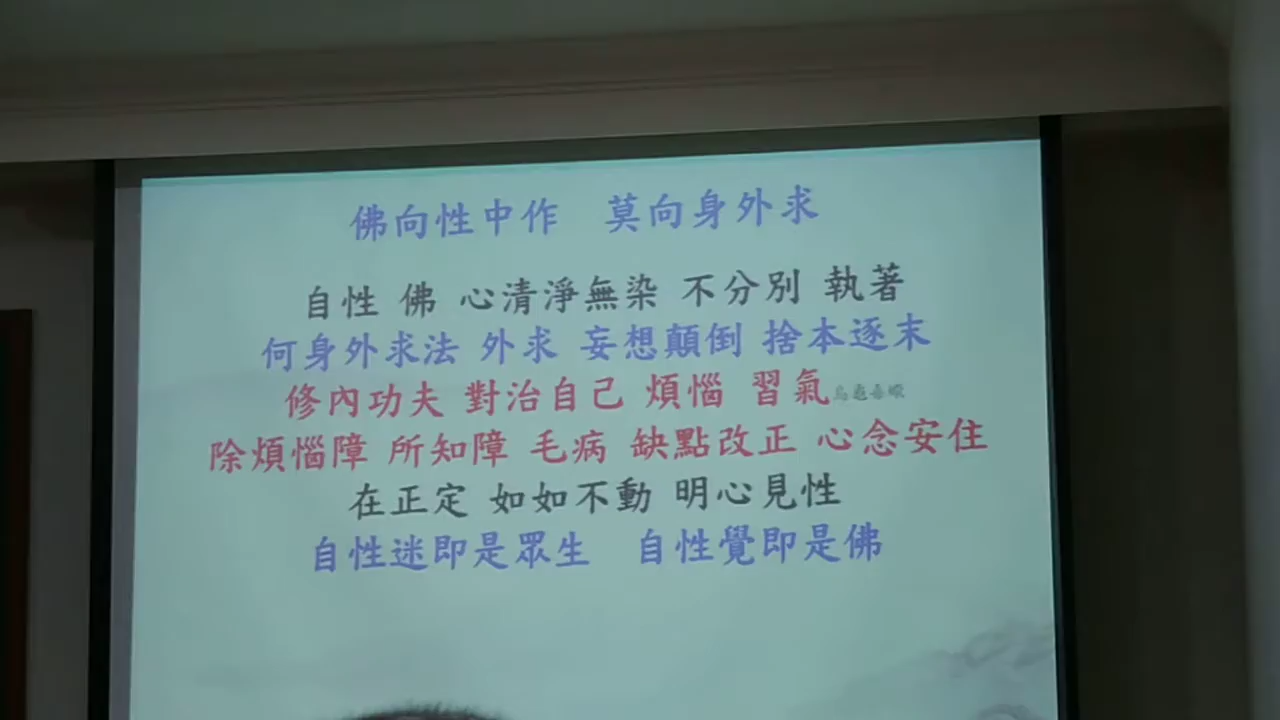 佛向性中作　莫向身外求
自性 佛 心清淨無染 不分別 執著
何身外求法 外求 妄想顛倒 捨本逐末
修內功夫 對治自己 煩惱 習氣
除煩惱障 所知障 毛病 缺點改正 心念安住
在正定 如如不動 明心見性
自性迷即是眾生　自性覺即是佛